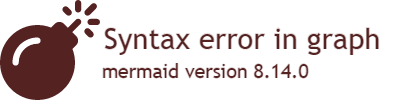 Syntax error in graph
mermaid version 8.14.0